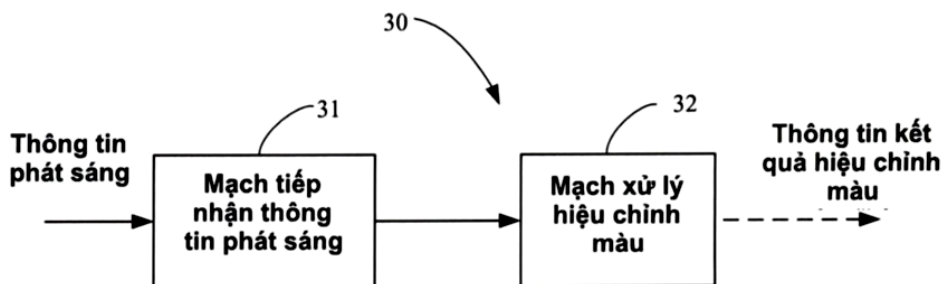 30
31
32
Thông tin
phát sáng
Mạch tiếp
nhận thông
tin phát sáng
Mạch xử lý
hiệu chỉnh
màu
Thông tin kết
quả hiệu chỉnh
màu